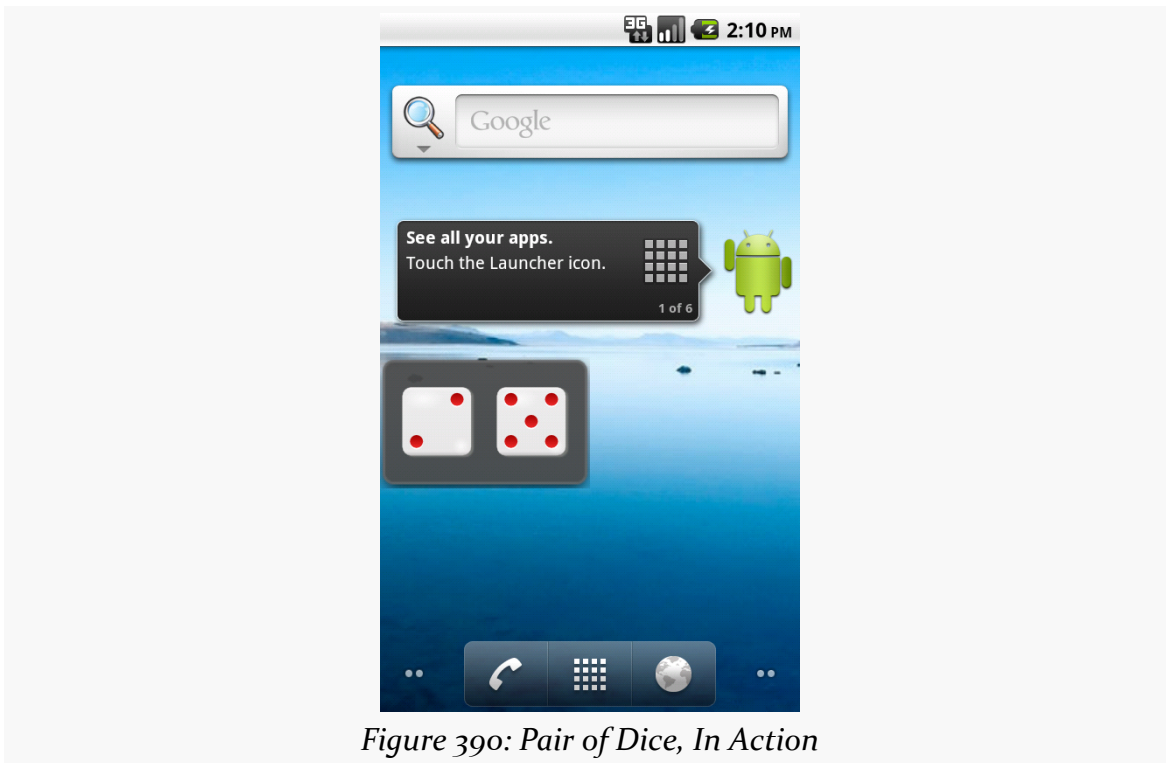 3G 2:10 PM
Google
See all your apps.
Touch the Launcher icon.
1 of 6
Figure 390: Pair of Dice, In Action